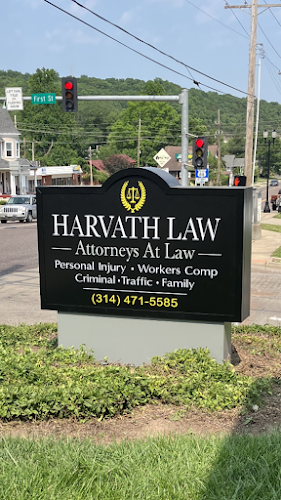 First St
HARVATH LAW
Attorneys At Law
Personal Injury • Workers Comp
Criminal • Traffic • Family
(314) 471-5585